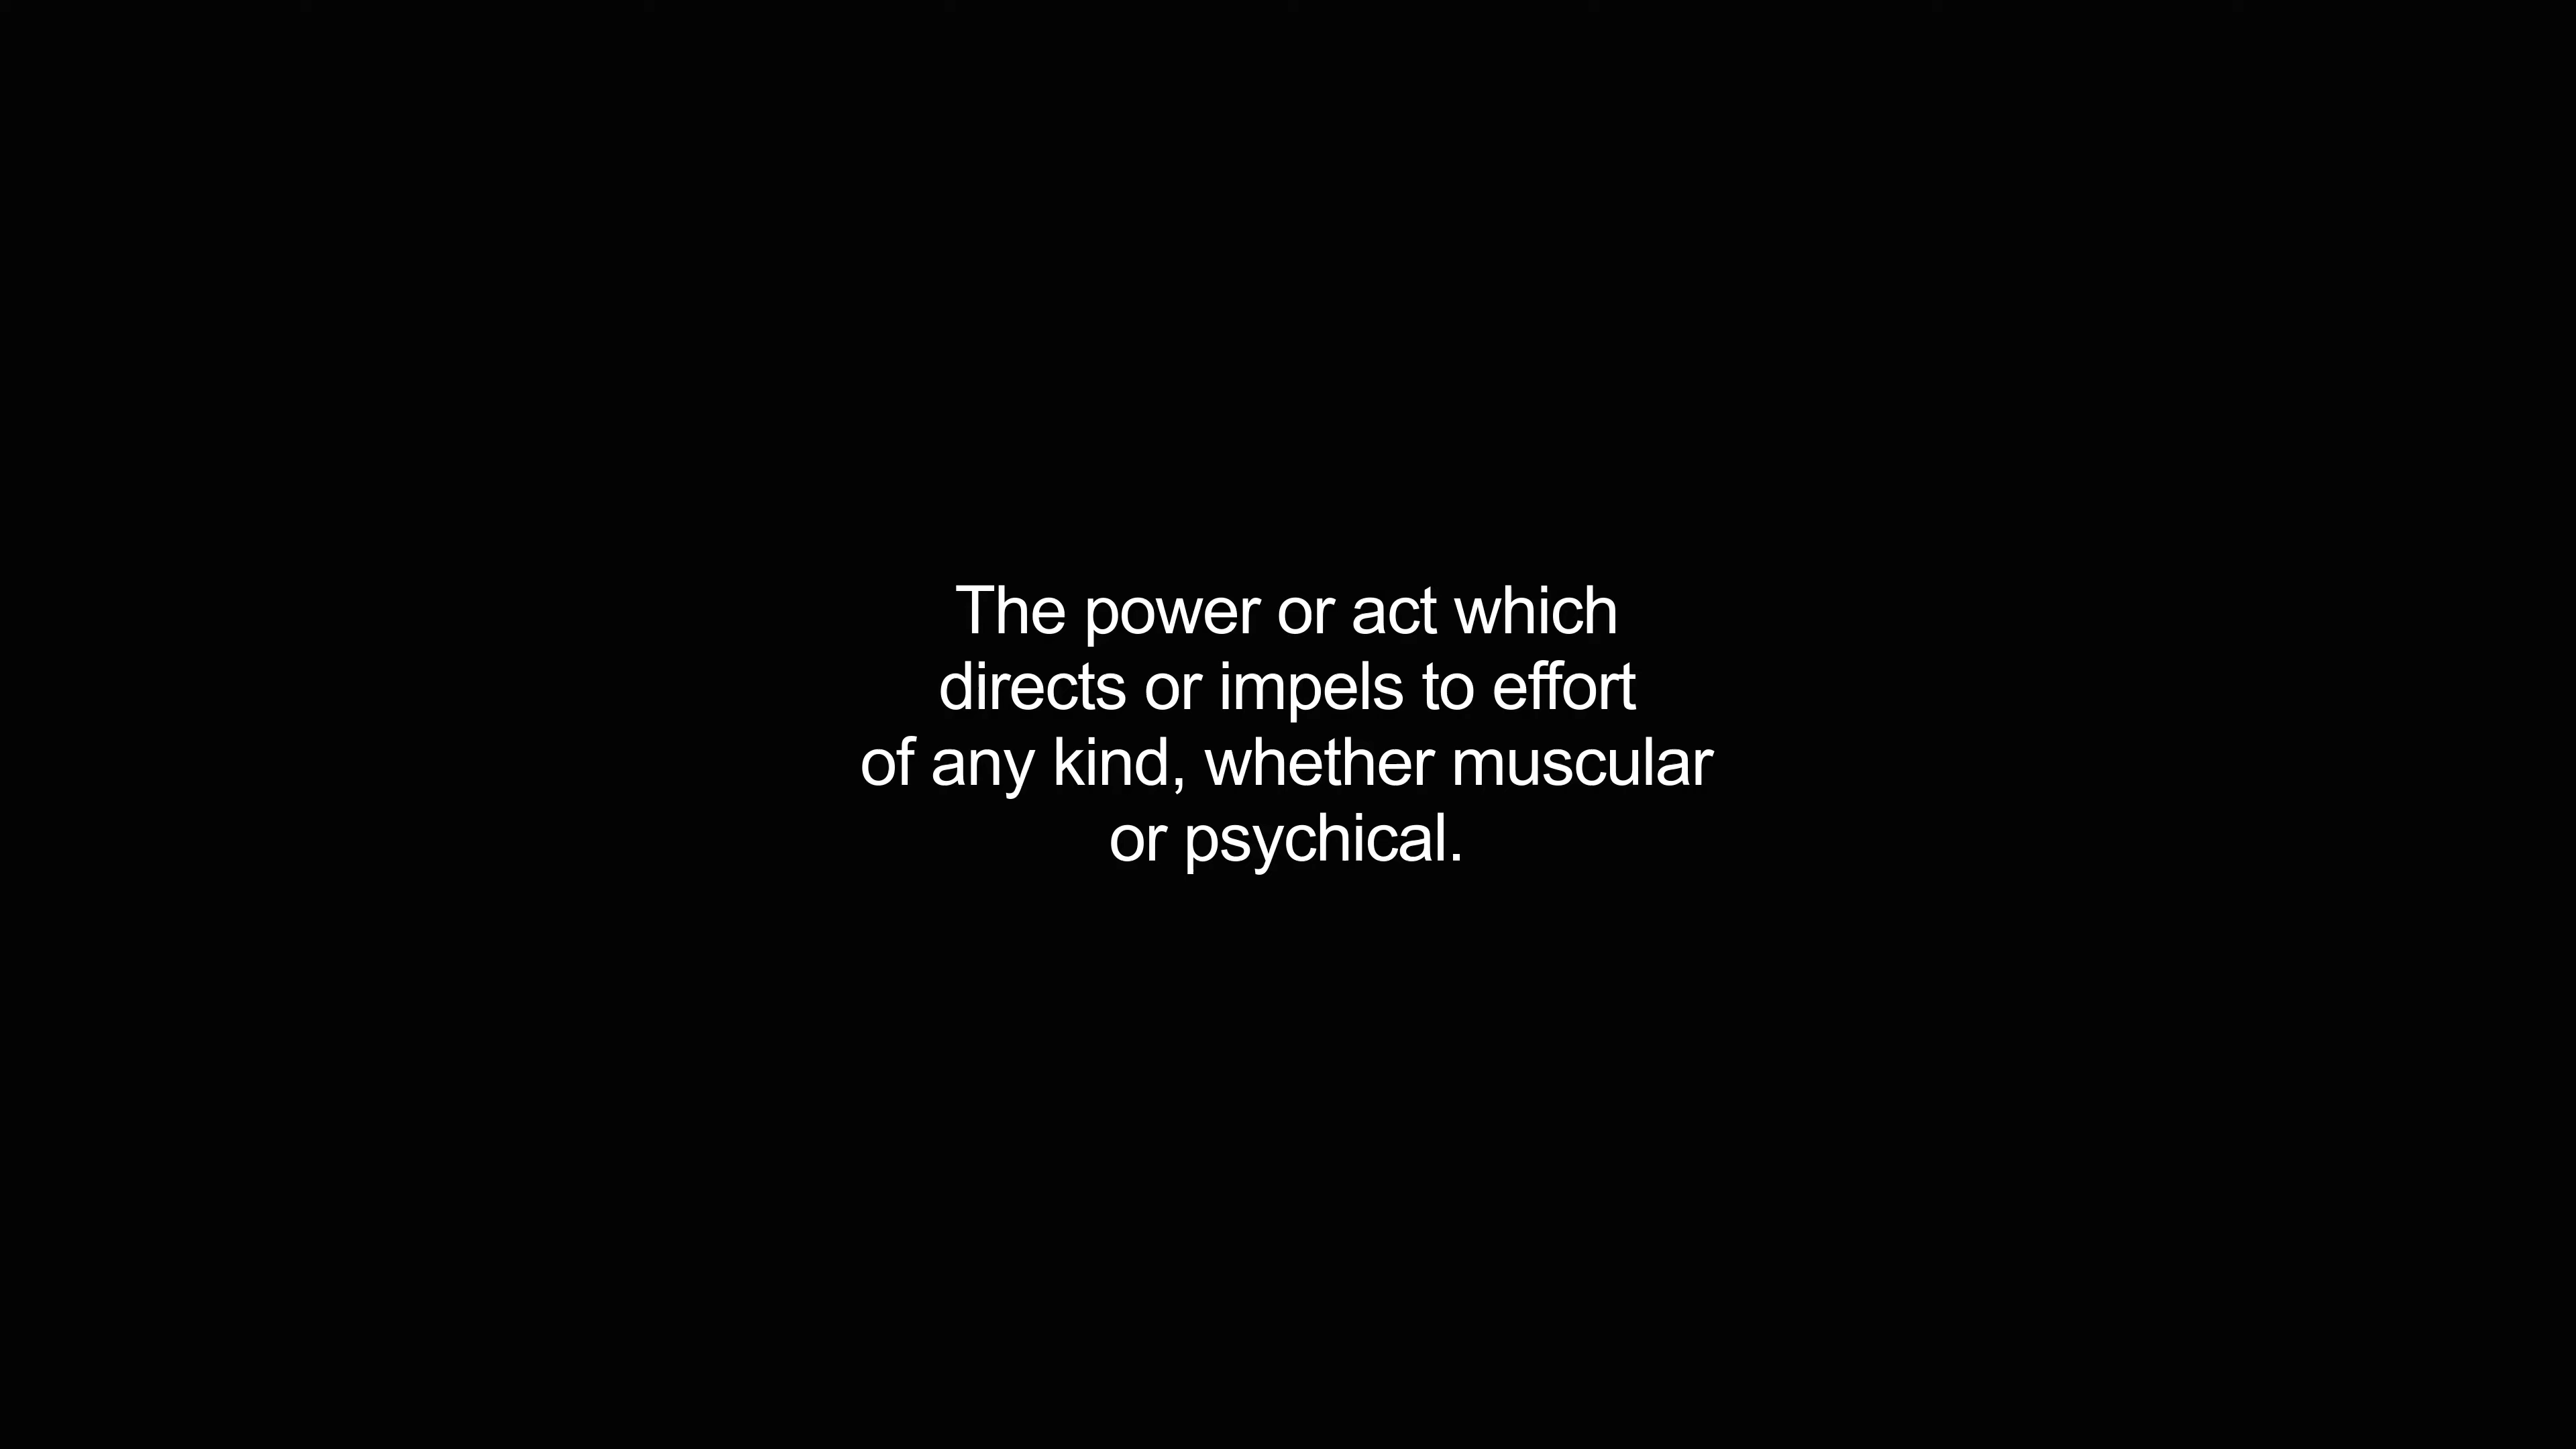 The power or act which
directs or impels to effort
of any kind, whether muscular
or psychical.